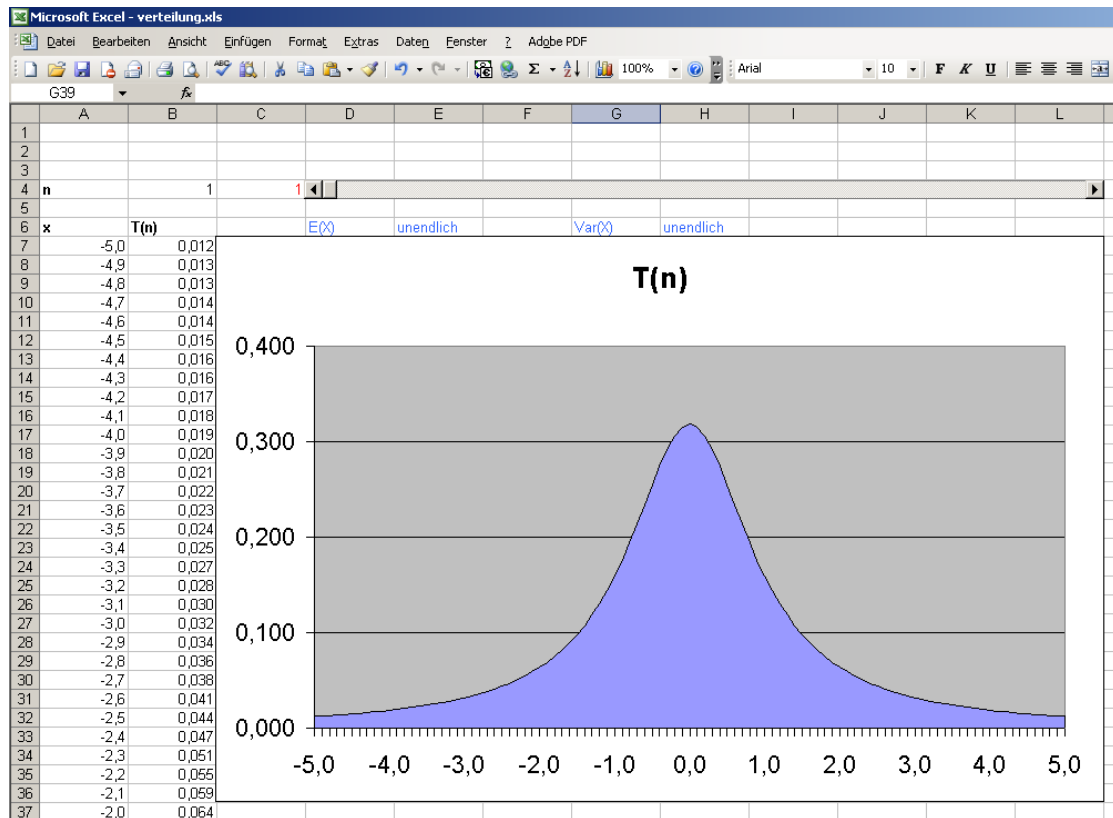 Microsoft Excel - verteilung.xls
Datei Bearbeiten Ansicht Einfügen Format Extras Daten Fenster ? Adobe PDF
100% Arial 10 F K U
G39 fx
A B C D E F G H I J K L
1
2
3
4 n 1 1
5
6 x T(n) E(X) unendlich Var(X) unendlich
7 -5,0 0,012
8 -4,9 0,013
9 -4,8 0,013
10 -4,7 0,014
11 -4,6 0,014
12 -4,5 0,015
13 -4,4 0,016
14 -4,3 0,016
15 -4,2 0,017
16 -4,1 0,018
17 -4,0 0,019
18 -3,9 0,020
19 -3,8 0,021
20 -3,7 0,022
21 -3,6 0,023
22 -3,5 0,024
23 -3,4 0,025
24 -3,3 0,027
25 -3,2 0,028
26 -3,1 0,030
27 -3,0 0,032
28 -2,9 0,034
29 -2,8 0,036
30 -2,7 0,038
31 -2,6 0,041
32 -2,5 0,044
33 -2,4 0,047
34 -2,3 0,051
35 -2,2 0,055
36 -2,1 0,059
37 -2,0 0,064
T(n)
0,400
0,300
0,200
0,100
0,000
-5,0 -4,0 -3,0 -2,0 -1,0 0,0 1,0 2,0 3,0 4,0 5,0